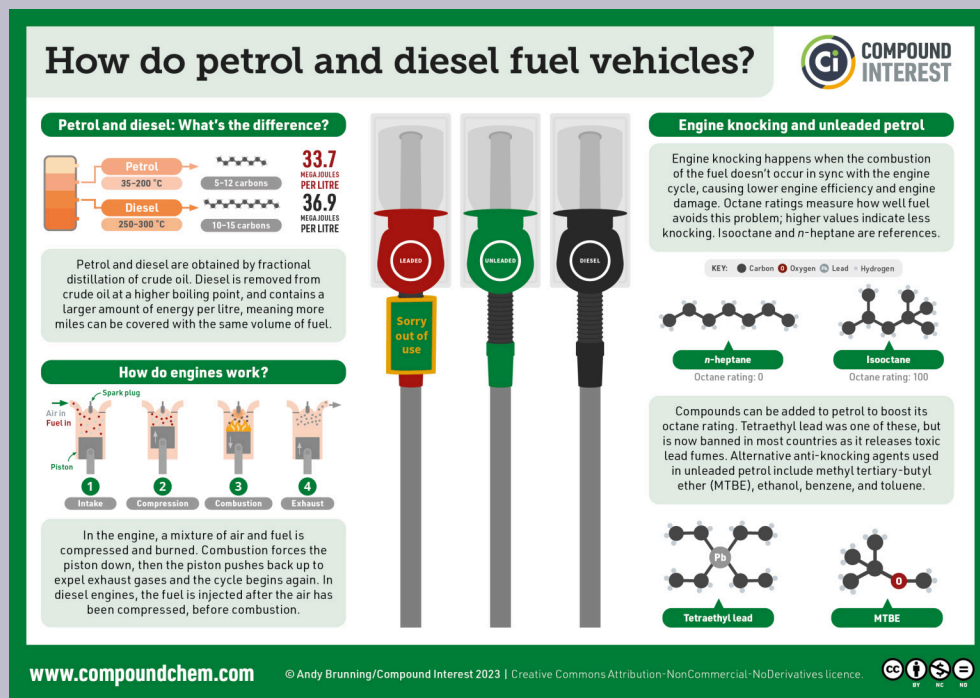 How do petrol and diesel fuel vehicles?
Ci
COMPOUND
INTEREST
Petrol and diesel: What's the difference?
Petrol
35–200 ˚C
5–12 carbons
33.7
MEGAJOULES
PER LITRE
Diesel
250–300 ˚C
10–15 carbons
36.9
MEGAJOULES
PER LITRE
Petrol and diesel are obtained by fractional
distillation of crude oil. Diesel is removed from
crude oil at a higher boiling point, and contains a
larger amount of energy per litre, meaning more
miles can be covered with the same volume of fuel.
How do engines work?
Spark plug
Air in
Fuel in
Piston
1
2
3
4
Intake
Compression
Combustion
Exhaust
In the engine, a mixture of air and fuel is
compressed and burned. Combustion forces the
piston down, then the piston pushes back up to
expel exhaust gases and the cycle begins again. In
diesel engines, the fuel is injected after the air has
been compressed, before combustion.
LEADED
UNLEADED
DIESEL
Sorry
out of
use
Engine knocking and unleaded petrol
Engine knocking happens when the combustion
of the fuel doesn't occur in sync with the engine
cycle, causing lower engine efficiency and engine
damage. Octane ratings measure how well fuel
avoids this problem; higher values indicate less
knocking. Isooctane and n-heptane are references.
KEY: Carbon O Oxygen Pb Lead Hydrogen
n-heptane
Octane rating: 0
Isooctane
Octane rating: 100
Compounds can be added to petrol to boost its
octane rating. Tetraethyl lead was one of these, but
is now banned in most countries as it releases toxic
lead fumes. Alternative anti-knocking agents used
in unleaded petrol include methyl tertiary-butyl
ether (MTBE), ethanol, benzene, and toluene.
Pb
O
Tetraethyl lead
MTBE
www.compoundchem.com
© Andy Brunning/Compound Interest 2023 | Creative Commons Attribution-NonCommercial-NoDerivatives licence.
CC
BY NC ND